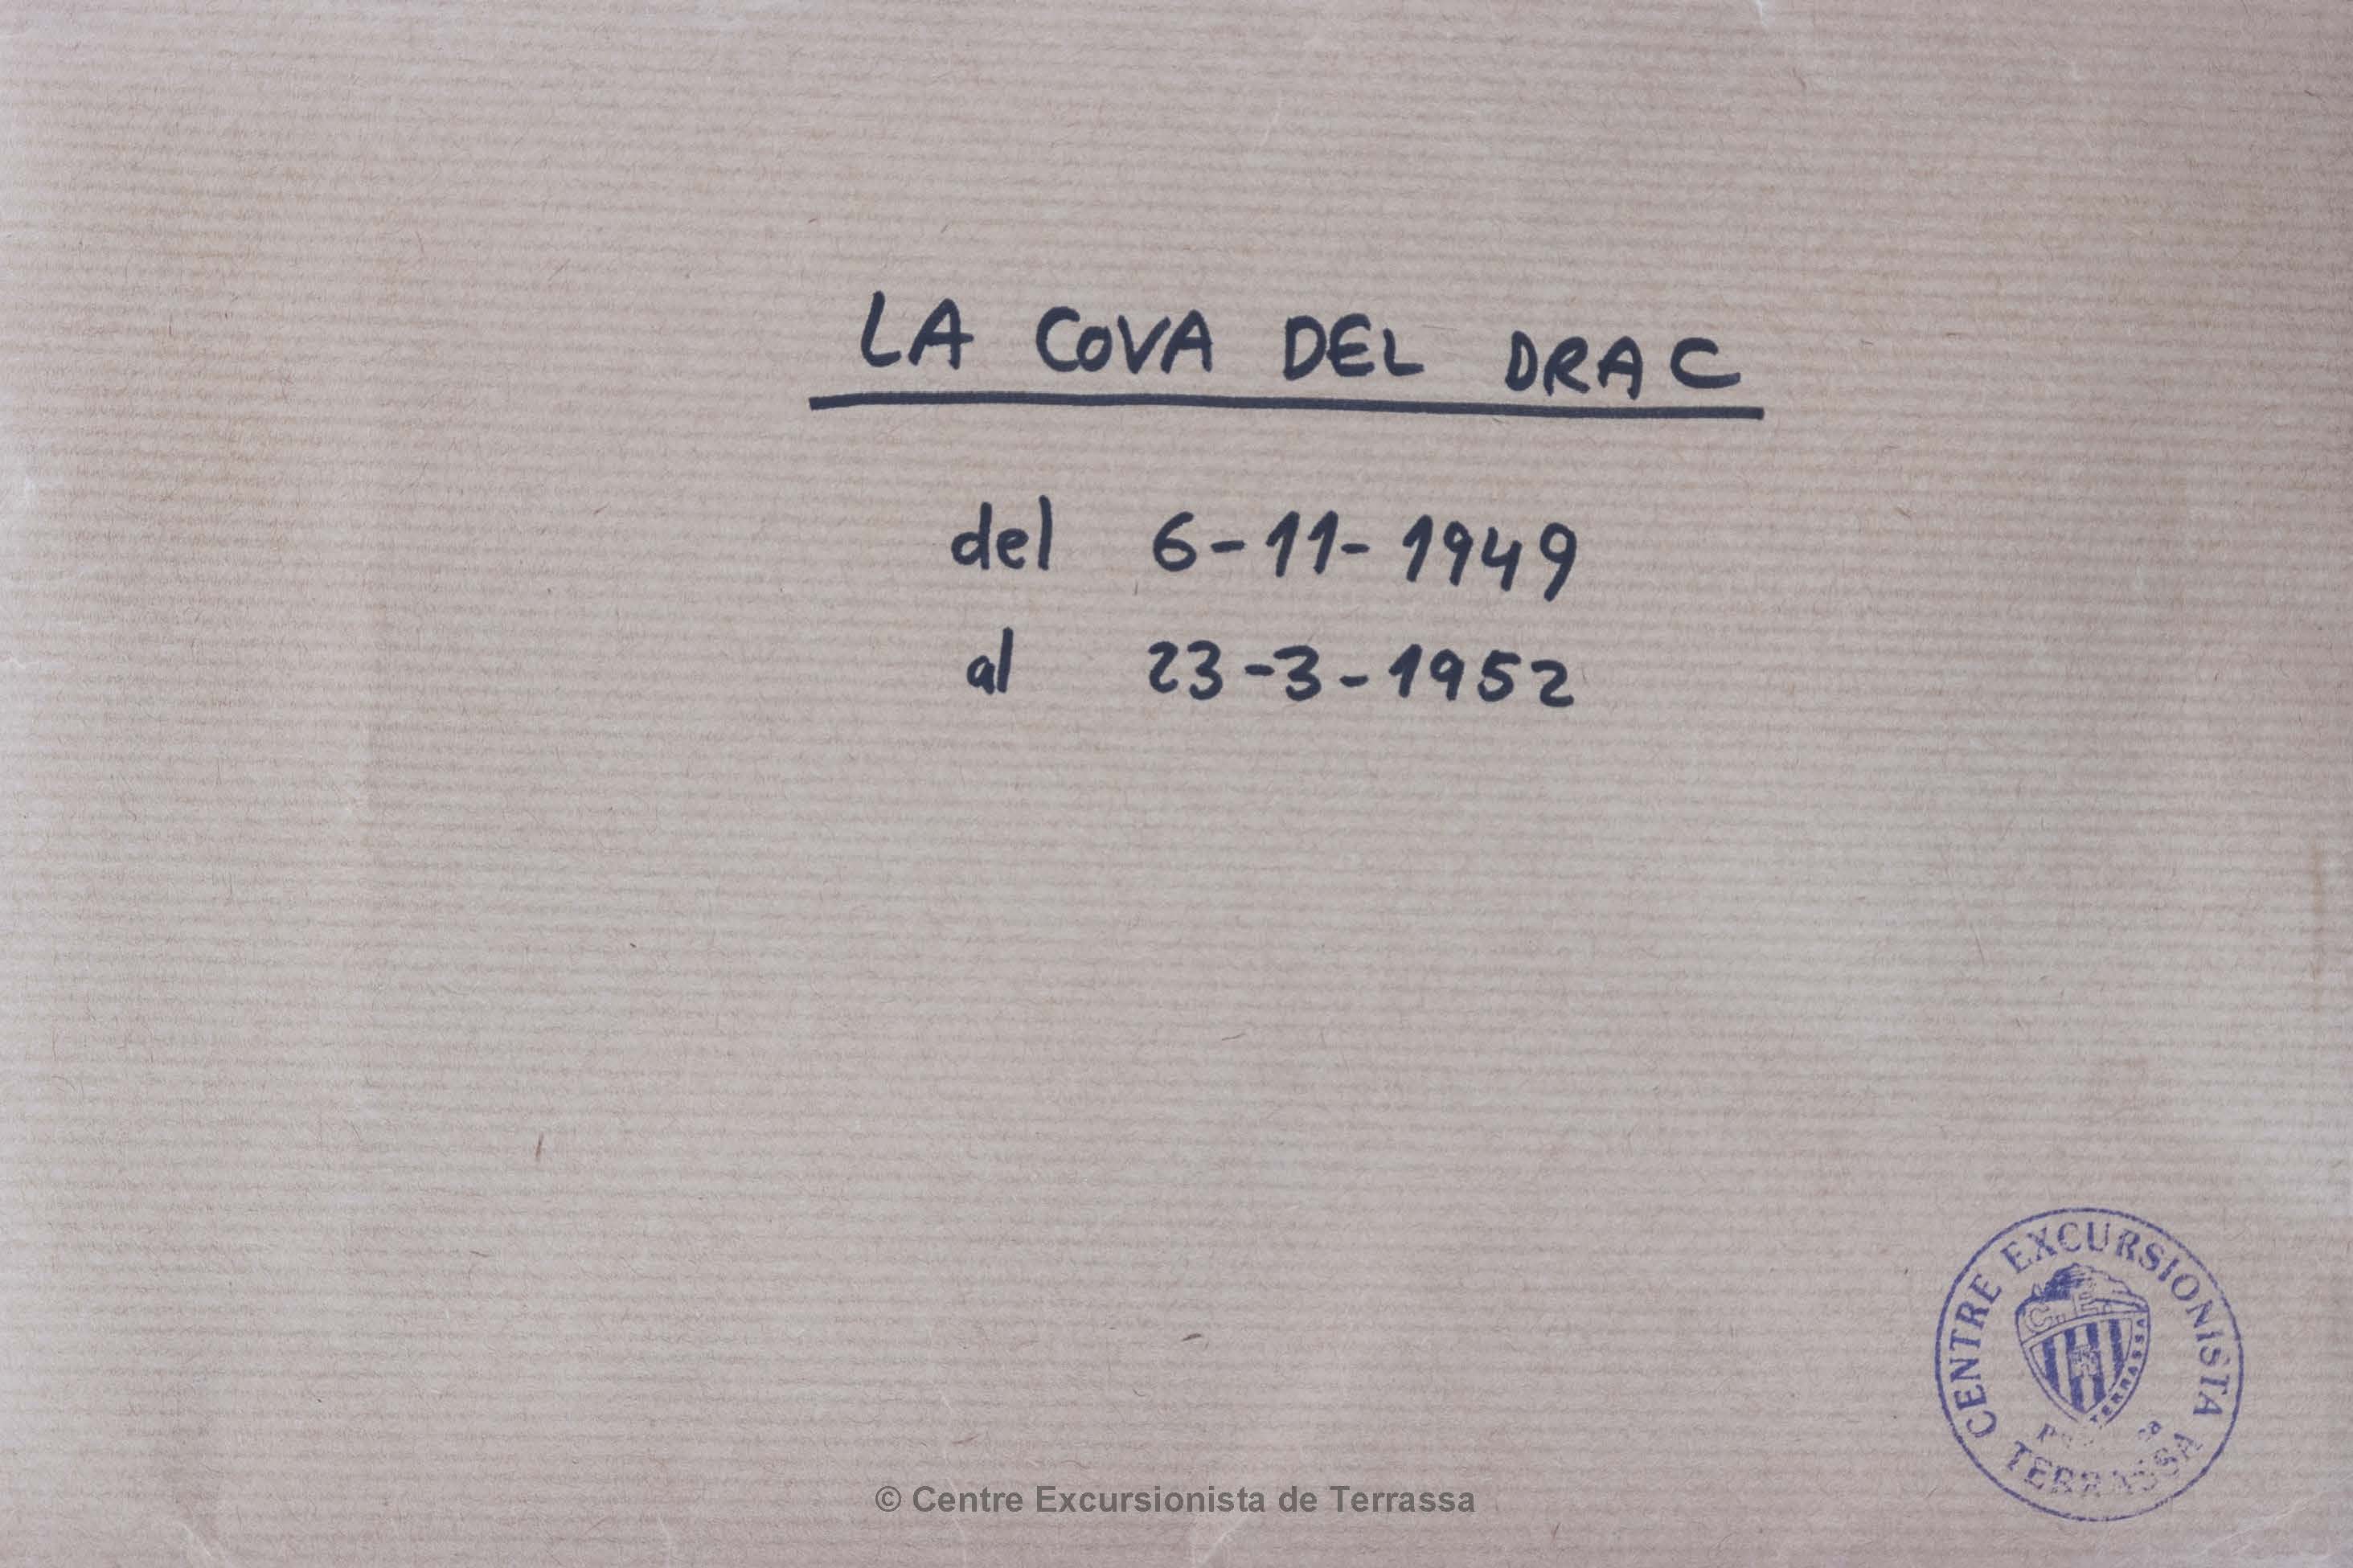 LA COVA DEL DRAC
del 6-11-1949
al 23-3-1952
CENTRE EXCURSIONISTA
C. E.
TERRASSA
TERRASSA
© Centre Excursionista de Terrassa